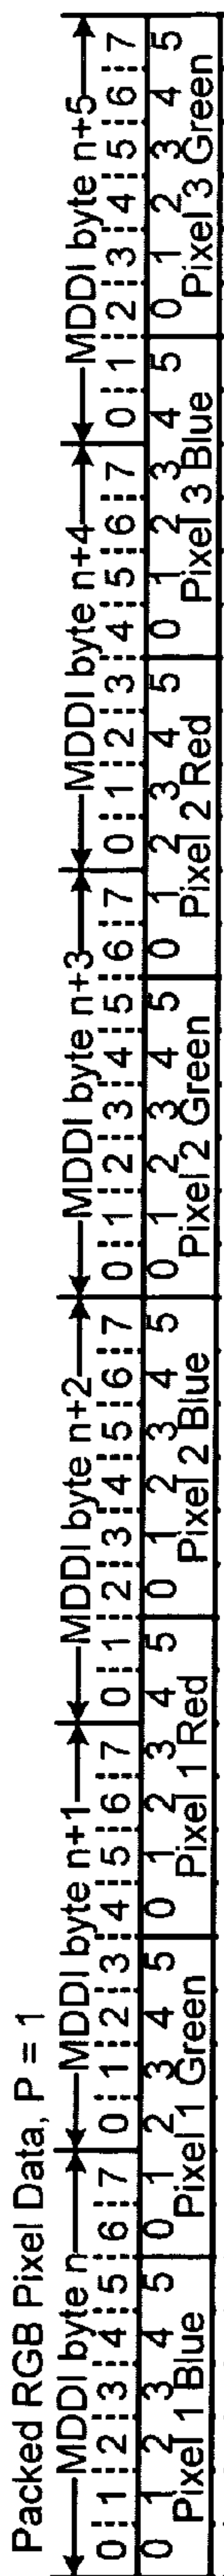 Packed RGB Pixel Data, P = 1
MDDI byte n MDDI byte n+1 MDDI byte n+2 MDDI byte n+3 MDDI byte n+4 MDDI byte n+5
0 1 2 3 4 5 6 7 0 1 2 3 4 5 6 7 0 1 2 3 4 5 6 7 0 1 2 3 4 5 6 7 0 1 2 3 4 5 6 7 0 1 2 3 4 5 6 7
0 1 2 3 4 5 0 1 2 3 4 5 0 1 2 3 4 5 0 1 2 3 4 5 0 1 2 3 4 5 0 1 2 3 4 5 0 1 2 3 4 5 0 1 2 3 4 5
Pixel 1 Blue Pixel 1 Green Pixel 1 Red Pixel 2 Blue Pixel 2 Green Pixel 2 Red Pixel 3 Blue Pixel 3 Green